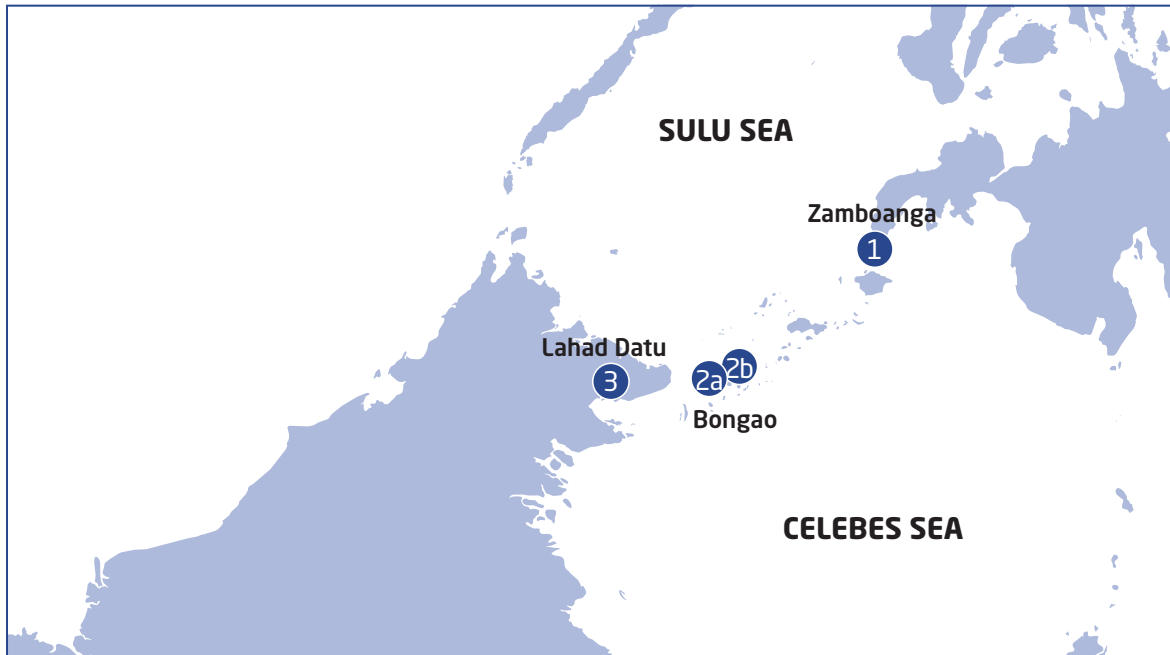 SULU SEA
Zamboanga
1
Lahad Datu
3
2a
2b
Bongao
CELEBES SEA